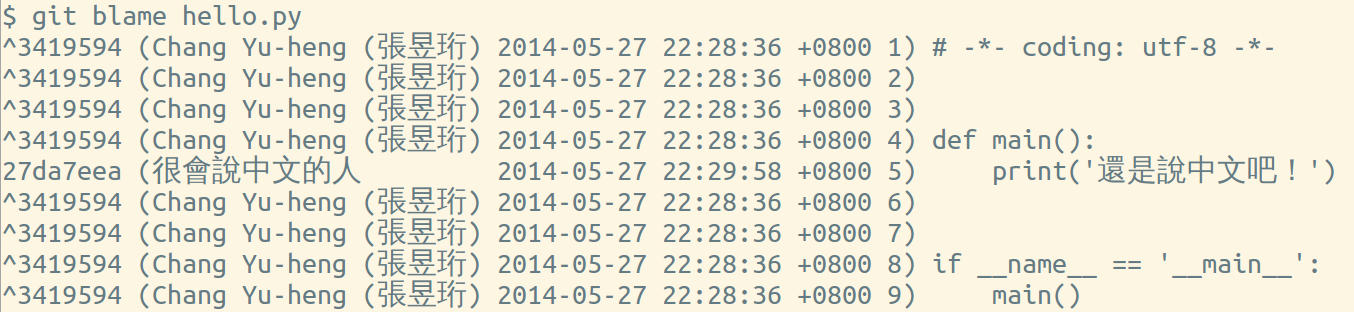 $ git blame hello.py
^3419594 (Chang Yu-heng (張昱珩) 2014-05-27 22:28:36 +0800 1) # -*- coding: utf-8 -*-
^3419594 (Chang Yu-heng (張昱珩) 2014-05-27 22:28:36 +0800 2)
^3419594 (Chang Yu-heng (張昱珩) 2014-05-27 22:28:36 +0800 3)
^3419594 (Chang Yu-heng (張昱珩) 2014-05-27 22:28:36 +0800 4) def main():
27da7eea (很會說中文的人         2014-05-27 22:29:58 +0800 5)     print('還是說中文吧！')
^3419594 (Chang Yu-heng (張昱珩) 2014-05-27 22:28:36 +0800 6)
^3419594 (Chang Yu-heng (張昱珩) 2014-05-27 22:28:36 +0800 7)
^3419594 (Chang Yu-heng (張昱珩) 2014-05-27 22:28:36 +0800 8) if __name__ == '__main__':
^3419594 (Chang Yu-heng (張昱珩) 2014-05-27 22:28:36 +0800 9)     main()